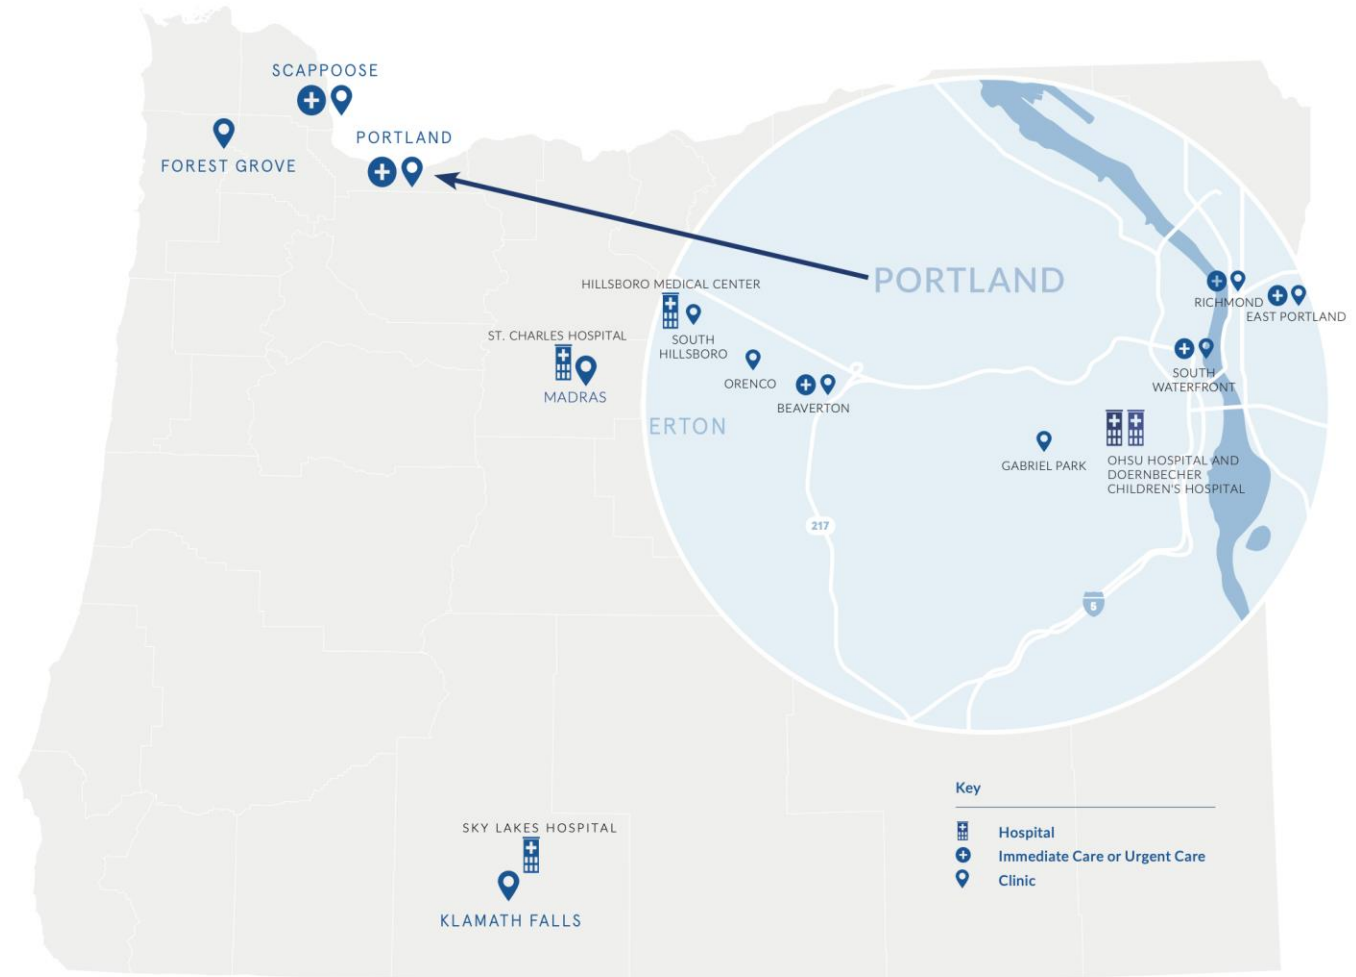 SCAPPOOSE
PORTLAND
FOREST GROVE
PORTLAND
HILLSBORO MEDICAL CENTER
RICHMOND
EAST PORTLAND
ST. CHARLES HOSPITAL
SOUTH
HILLSBORO
SOUTH
WATERFRONT
ORENCO
MADRAS
BEAVERTON
ERTON
GABRIEL PARK
OHSU HOSPITAL AND
DOERNBECHER
CHILDREN'S HOSPITAL
217
5
Key
SKY LAKES HOSPITAL
Hospital
Immediate Care or Urgent Care
Clinic
KLAMATH FALLS